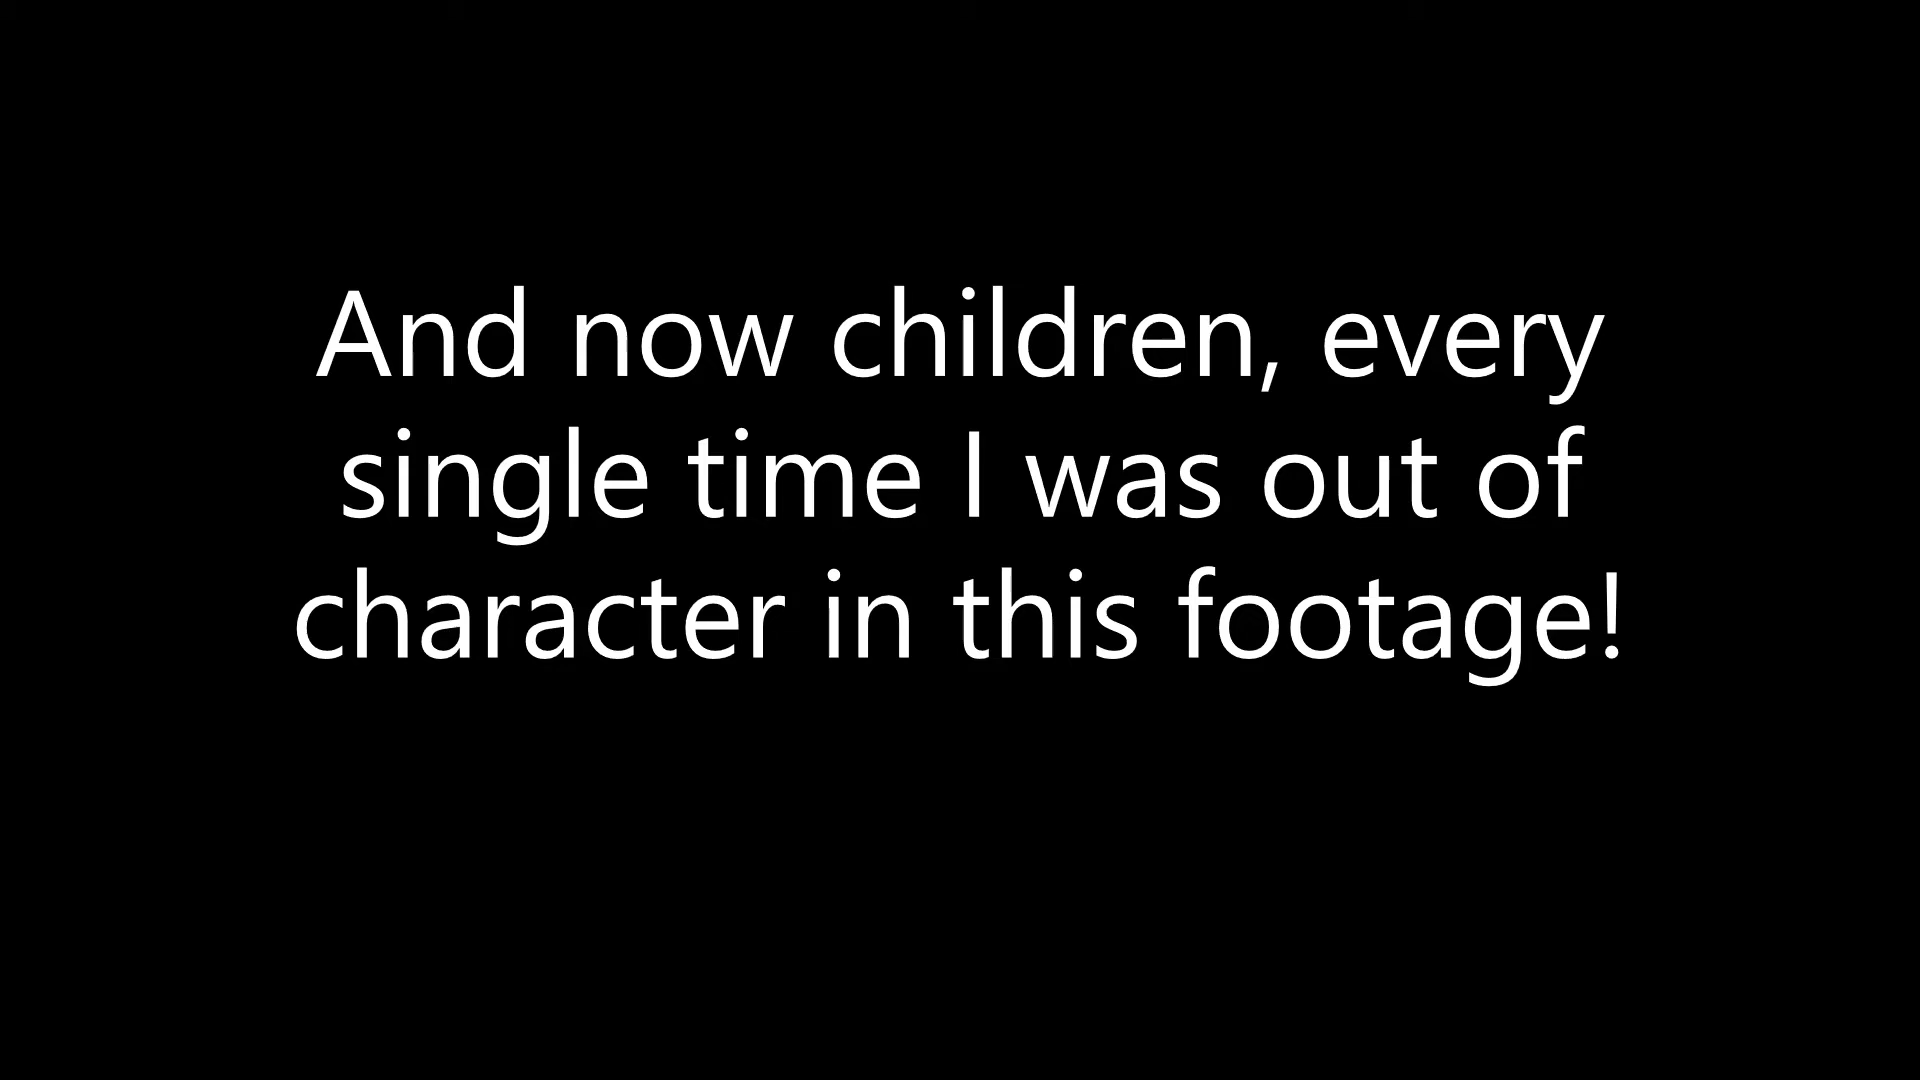 And now children, every
single time I was out of
character in this footage!